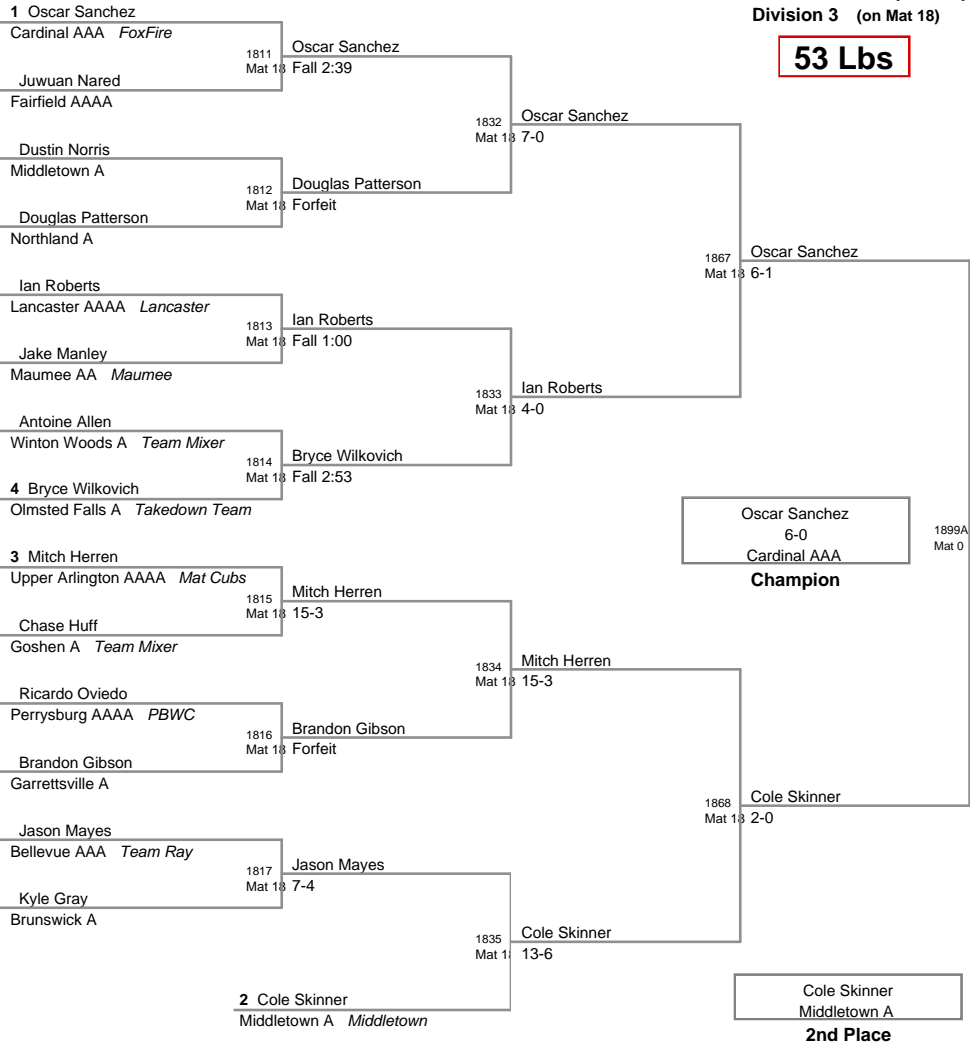 Division 3 (on Mat 18)
53 Lbs
1 Oscar Sanchez
Cardinal AAA FoxFire
1811
Mat 18
Oscar Sanchez
Fall 2:39
Juwuan Nared
Fairfield AAAA
1832
Mat 18
Oscar Sanchez
7-0
Dustin Norris
Middletown A
1812
Mat 18
Douglas Patterson
Forfeit
Douglas Patterson
Northland A
1867
Mat 18
Oscar Sanchez
6-1
Ian Roberts
Lancaster AAAA Lancaster
1813
Mat 18
Ian Roberts
Fall 1:00
Jake Manley
Maumee AA Maumee
1833
Mat 18
Ian Roberts
4-0
Antoine Allen
Winton Woods A Team Mixer
1814
Mat 18
Bryce Wilkovich
Fall 2:53
4 Bryce Wilkovich
Olmsted Falls A Takedown Team
Oscar Sanchez
6-0
Cardinal AAA
Champion
1899A
Mat 0
3 Mitch Herren
Upper Arlington AAAA Mat Cubs
1815
Mat 18
Mitch Herren
15-3
Chase Huff
Goshen A Team Mixer
1834
Mat 18
Mitch Herren
15-3
Ricardo Oviedo
Perrysburg AAAA PBWC
1816
Mat 18
Brandon Gibson
Forfeit
Brandon Gibson
Garrettsville A
1868
Mat 18
Cole Skinner
2-0
Jason Mayes
Bellevue AAA Team Ray
1817
Mat 18
Jason Mayes
7-4
Kyle Gray
Brunswick A
1835
Mat 18
Cole Skinner
13-6
2 Cole Skinner
Middletown A Middletown
Cole Skinner
Middletown A
2nd Place